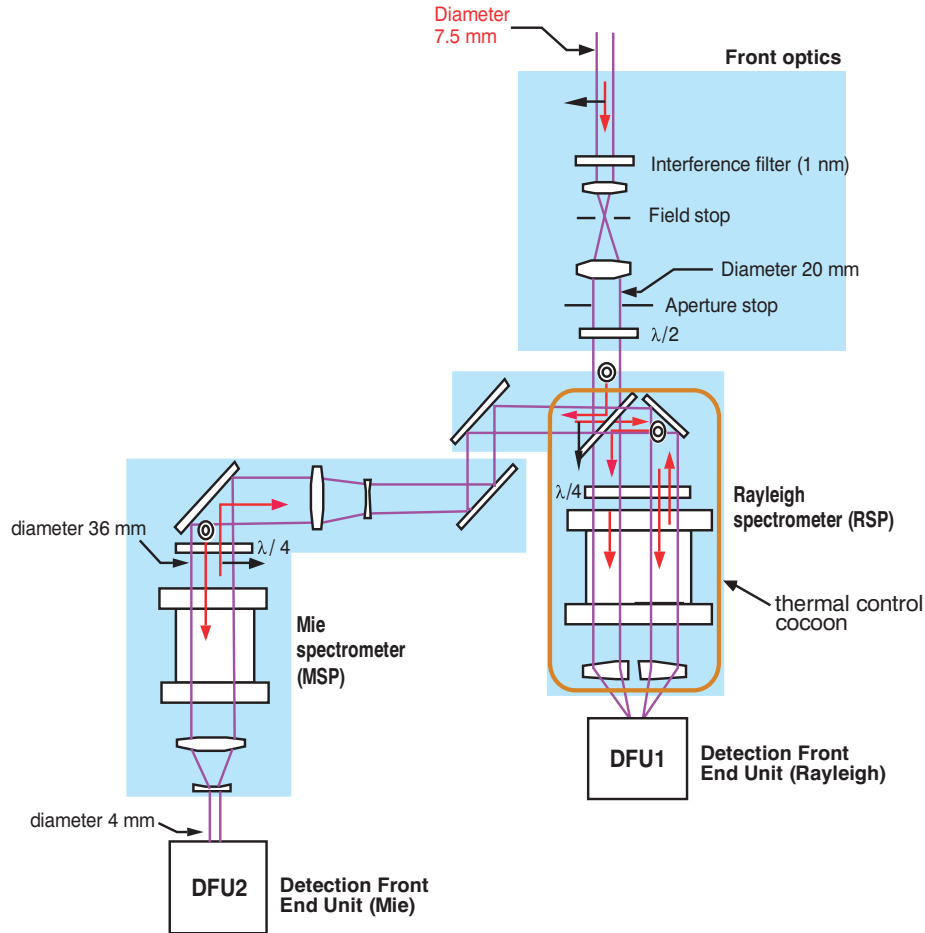 Diameter
7.5 mm
Front optics
Interference filter (1 nm)
Field stop
Diameter 20 mm
Aperture stop
λ/2
λ/4
Rayleigh
spectrometer (RSP)
diameter 36 mm
λ/ 4
thermal control
cocoon
Mie
spectrometer
(MSP)
DFU1
Detection Front
End Unit (Rayleigh)
diameter 4 mm
DFU2
Detection Front
End Unit (Mie)